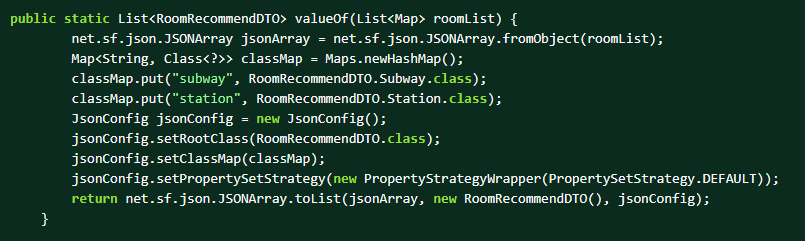 public static List<RoomRecommendDTO> valueOf(List<Map> roomList) {
        net.sf.json.JSONArray jsonArray = net.sf.json.JSONArray.fromObject(roomList);
        Map<String, Class<?>> classMap = Maps.newHashMap();
        classMap.put("subway", RoomRecommendDTO.Subway.class);
        classMap.put("station", RoomRecommendDTO.Station.class);
        JsonConfig jsonConfig = new JsonConfig();
        jsonConfig.setRootClass(RoomRecommendDTO.class);
        jsonConfig.setClassMap(classMap);
        jsonConfig.setPropertySetStrategy(new PropertyStrategyWrapper(PropertySetStrategy.DEFAULT));
        return net.sf.json.JSONArray.toList(jsonArray, new RoomRecommendDTO(), jsonConfig);
    }